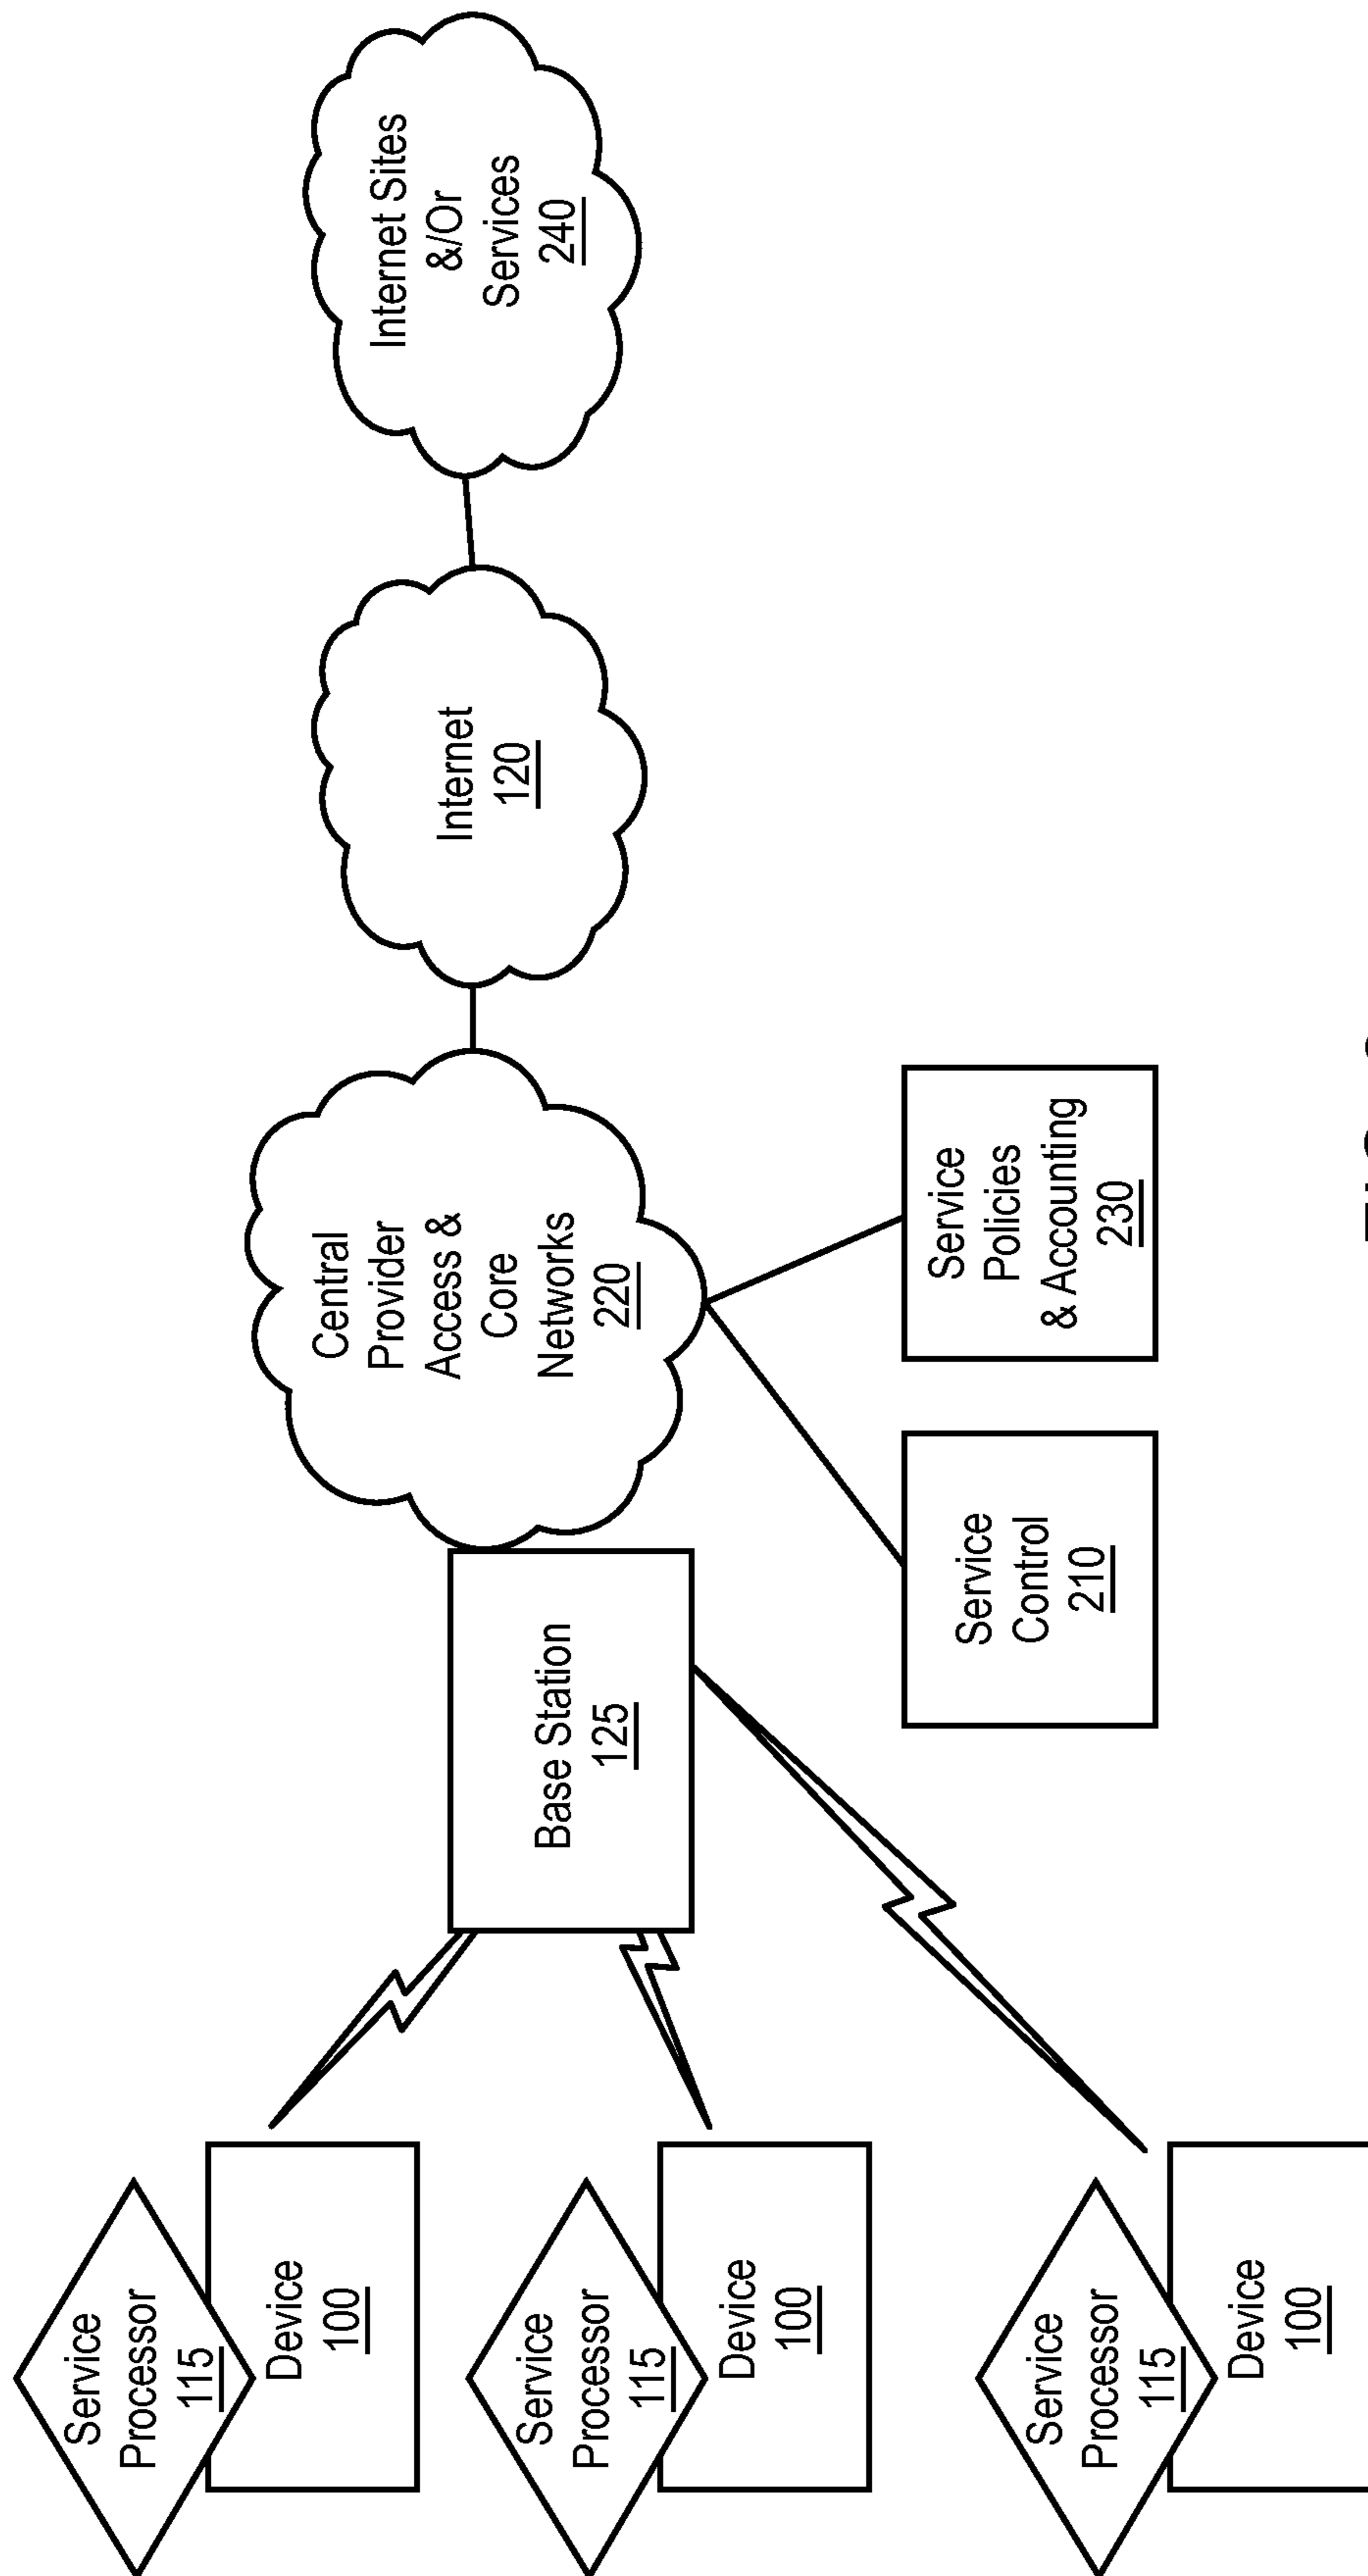 Service
Processor
115
Device
100
Service
Processor
115
Device
100
Service
Processor
115
Device
100
Base Station
125
Central
Provider
Access &
Core
Networks
220
Internet
120
Internet Sites
&/Or
Services
240
Service
Control
210
Service
Policies
& Accounting
230